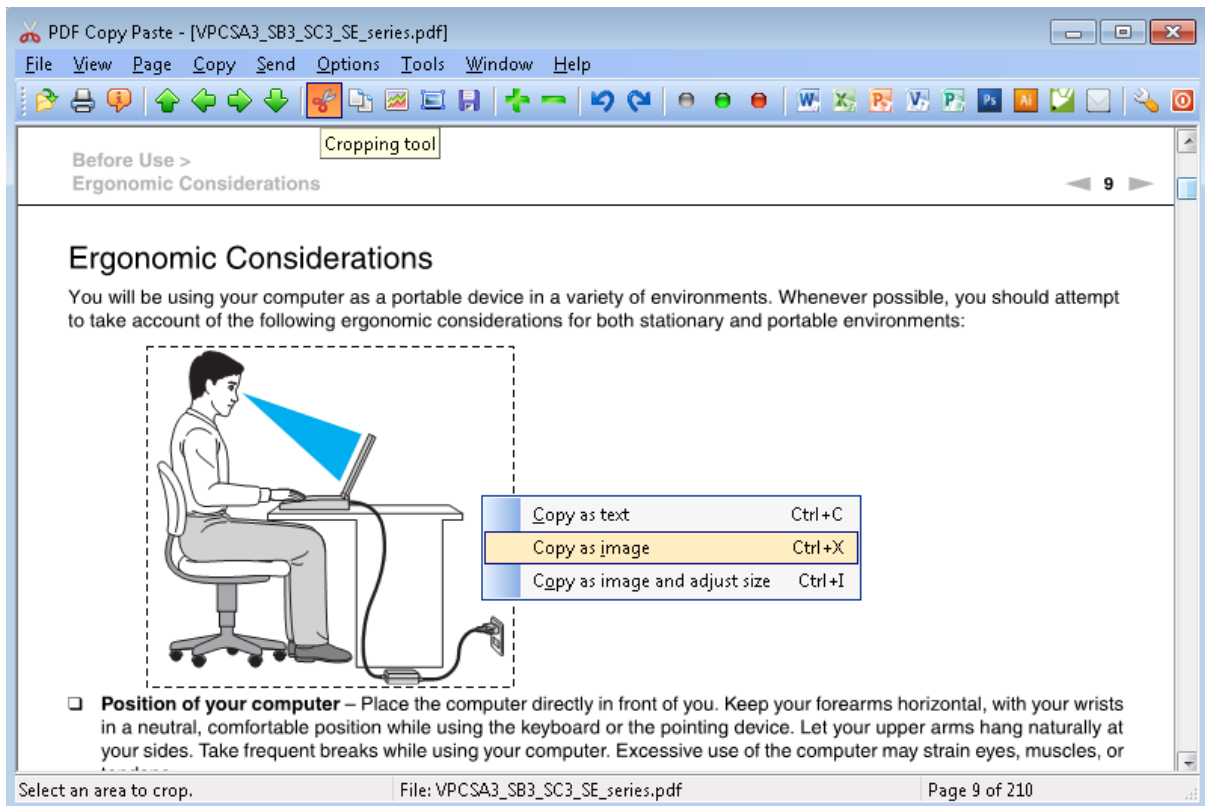 PDF Copy Paste - [VPCSA3_SB3_SC3_SE_series.pdf]
File View Page Copy Send Options Tools Window Help
W X P V P Ps Ai
Cropping tool
Before Use >
Ergonomic Considerations
9
Ergonomic Considerations
You will be using your computer as a portable device in a variety of environments. Whenever possible, you should attempt
to take account of the following ergonomic considerations for both stationary and portable environments:
Copy as text Ctrl+C
Copy as image Ctrl+X
Copy as image and adjust size Ctrl+I
❑ Position of your computer – Place the computer directly in front of you. Keep your forearms horizontal, with your wrists
in a neutral, comfortable position while using the keyboard or the pointing device. Let your upper arms hang naturally at
your sides. Take frequent breaks while using your computer. Excessive use of the computer may strain eyes, muscles, or
Select an area to crop. File: VPCSA3_SB3_SC3_SE_series.pdf Page 9 of 210